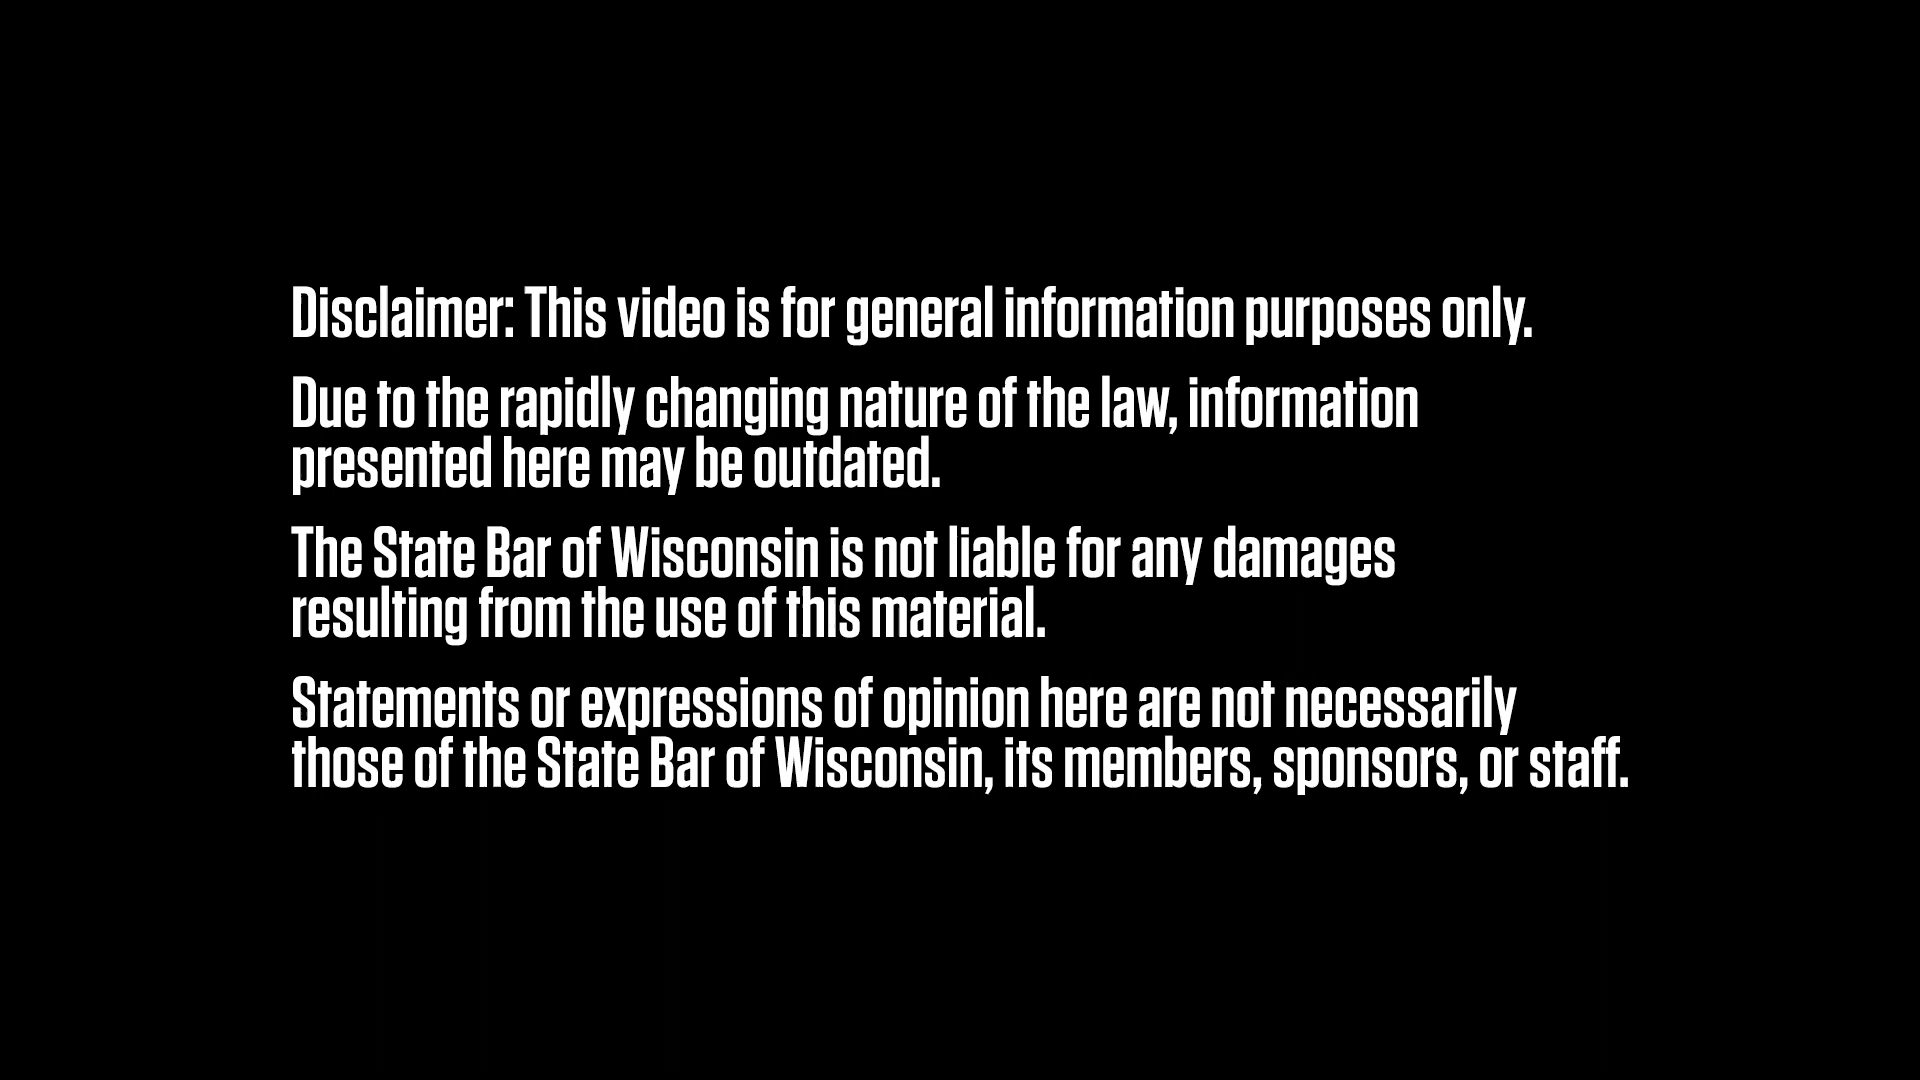 Disclaimer: This video is for general information purposes only.
Due to the rapidly changing nature of the law, information
presented here may be outdated.
The State Bar of Wisconsin is not liable for any damages
resulting from the use of this material.
Statements or expressions of opinion here are not necessarily
those of the State Bar of Wisconsin, its members, sponsors, or staff.